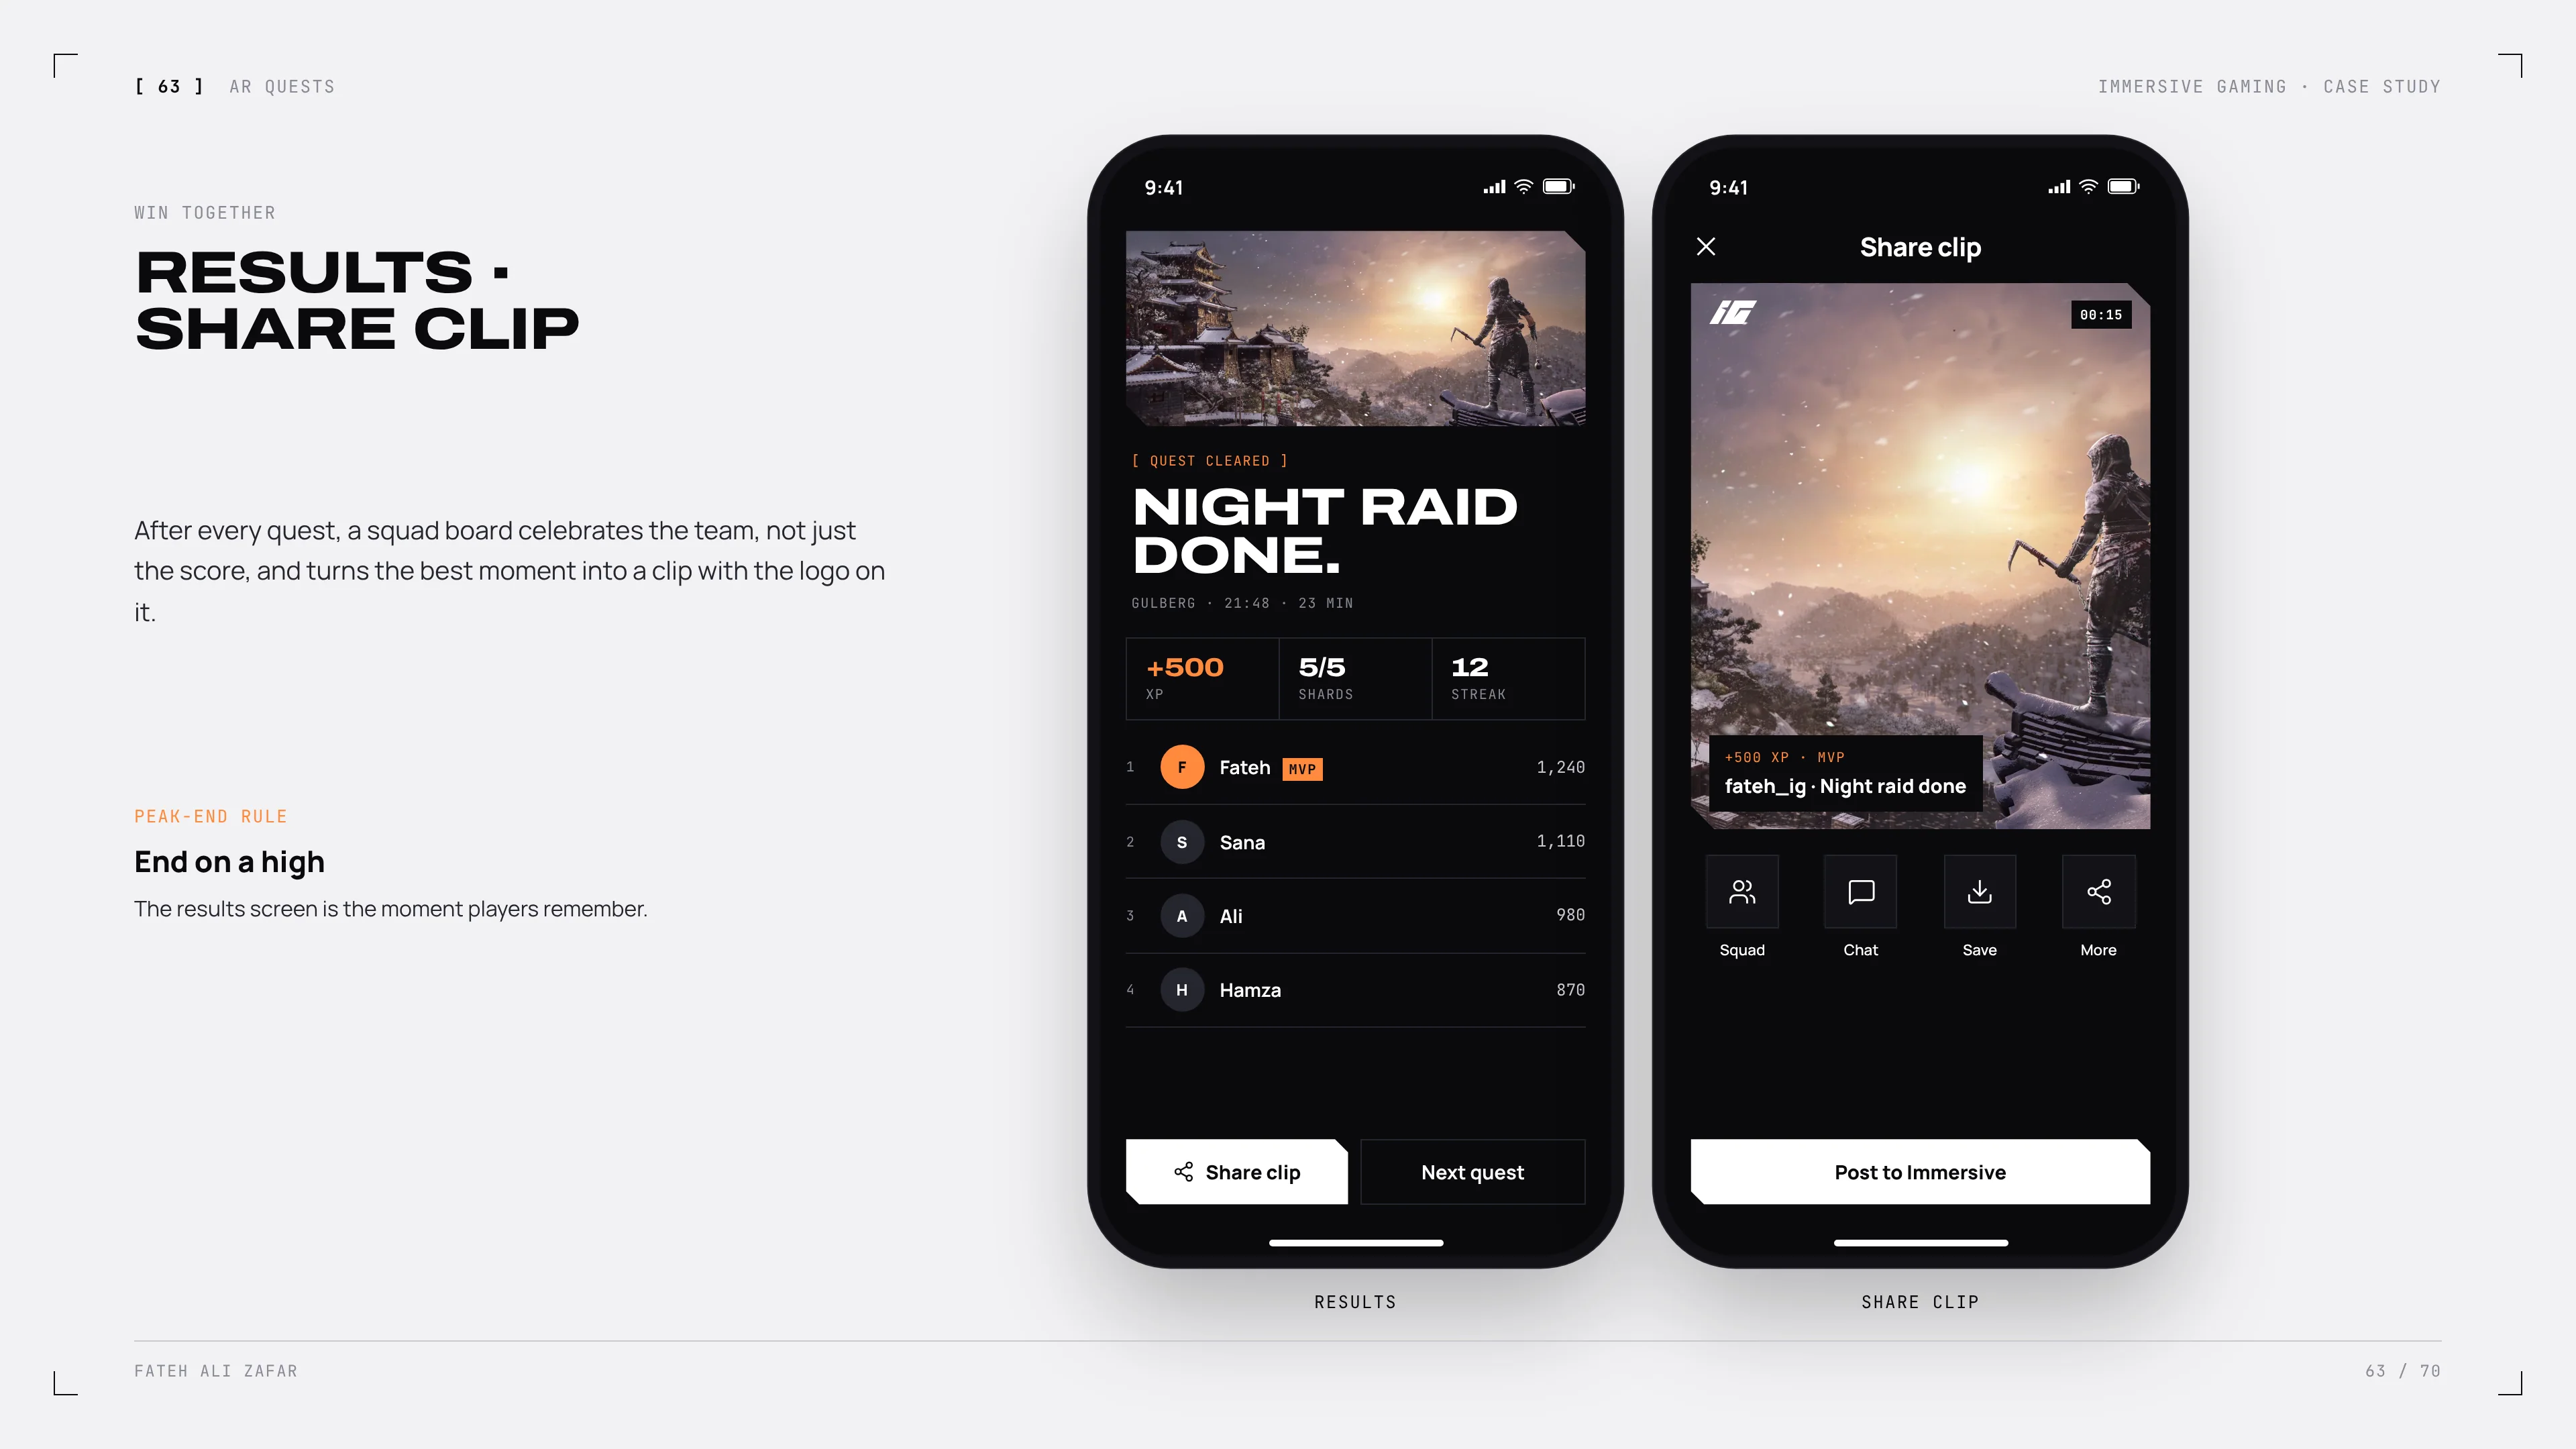 [ 63 ] AR QUESTS
IMMERSIVE GAMING · CASE STUDY
WIN TOGETHER
RESULTS ·
SHARE CLIP
After every quest, a squad board celebrates the team, not just
the score, and turns the best moment into a clip with the logo on
it.
PEAK-END RULE
End on a high
The results screen is the moment players remember.
9:41
[ QUEST CLEARED ]
NIGHT RAID
DONE.
GULBERG · 21:48 · 23 MIN
+500 5/5 12
XP SHARDS STREAK
1 F Fateh MVP 1,240
2 S Sana 1,110
3 A Ali 980
4 H Hamza 870
Share clip Next quest
RESULTS
9:41
Share clip
iG 00:15
+500 XP · MVP
fateh_ig · Night raid done
Squad Chat Save More
Post to Immersive
SHARE CLIP
FATEH ALI ZAFAR
63 / 70